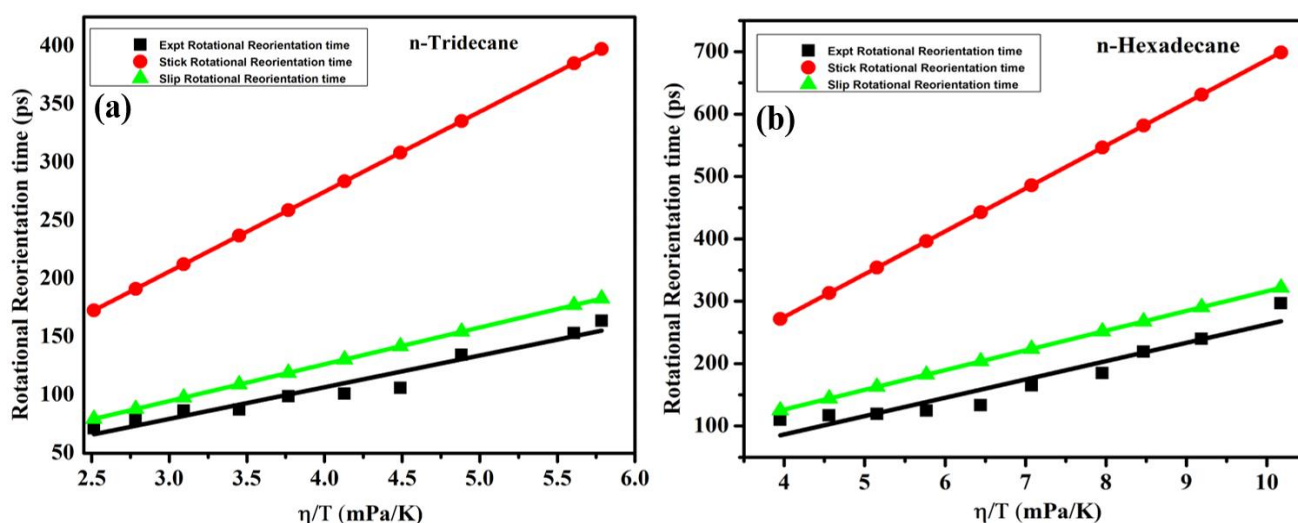 n-Tridecane
Expt Rotational Reorientation time
Stick Rotational Reorientation time
Slip Rotational Reorientation time
(a)
Rotational Reorientation time (ps)
400
350
300
250
200
150
100
50
2.5 3.0 3.5 4.0 4.5 5.0 5.5 6.0
η/T (mPa/K)
n-Hexadecane
Expt Rotational Reorientation time
Stick Rotational Reorientation time
Slip Rotational Reorientation time
(b)
Rotational Reorientation time (ps)
700
600
500
400
300
200
100
4 5 6 7 8 9 10
η/T (mPa/K)